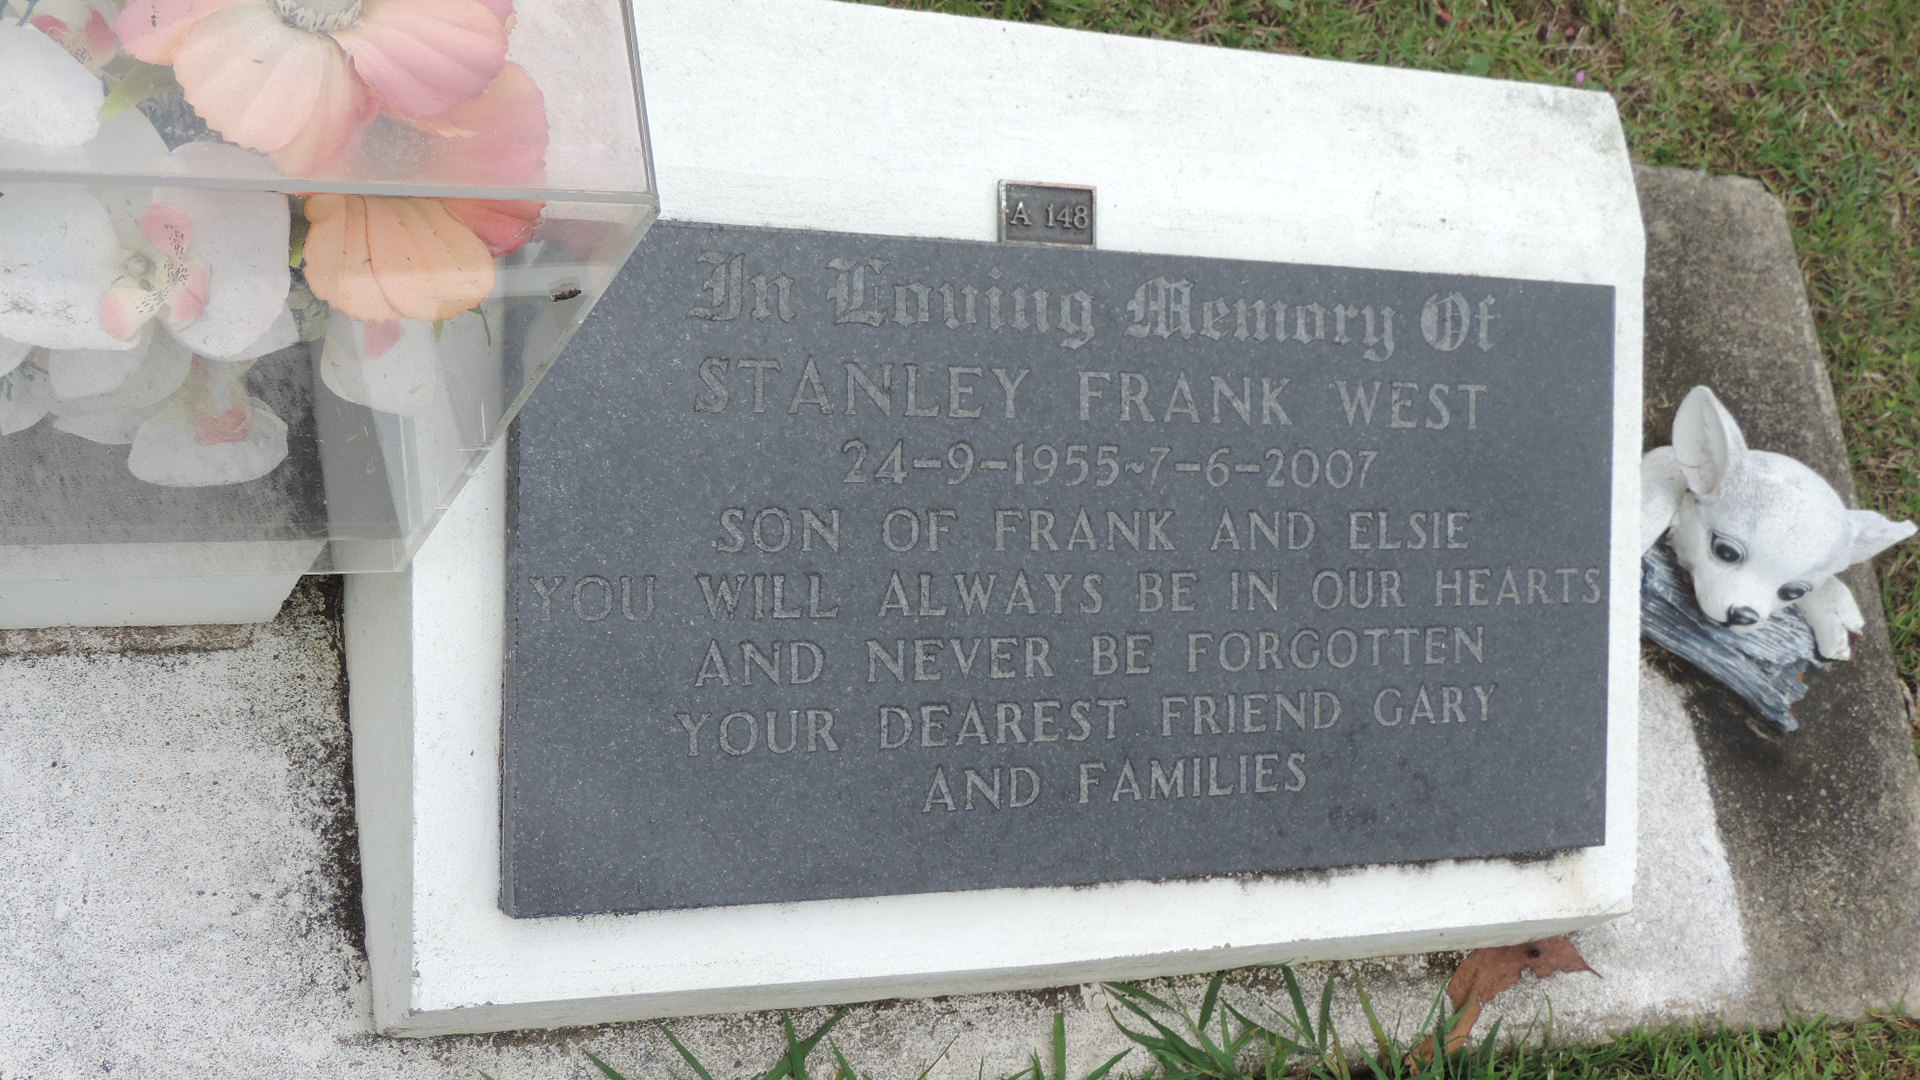 A 148
In Loving Memory Of
STANLEY FRANK WEST
24-9-1955~7-6-2007
SON OF FRANK AND ELSIE
YOU WILL ALWAYS BE IN OUR HEARTS
AND NEVER BE FORGOTTEN
YOUR DEAREST FRIEND GARY
AND FAMILIES